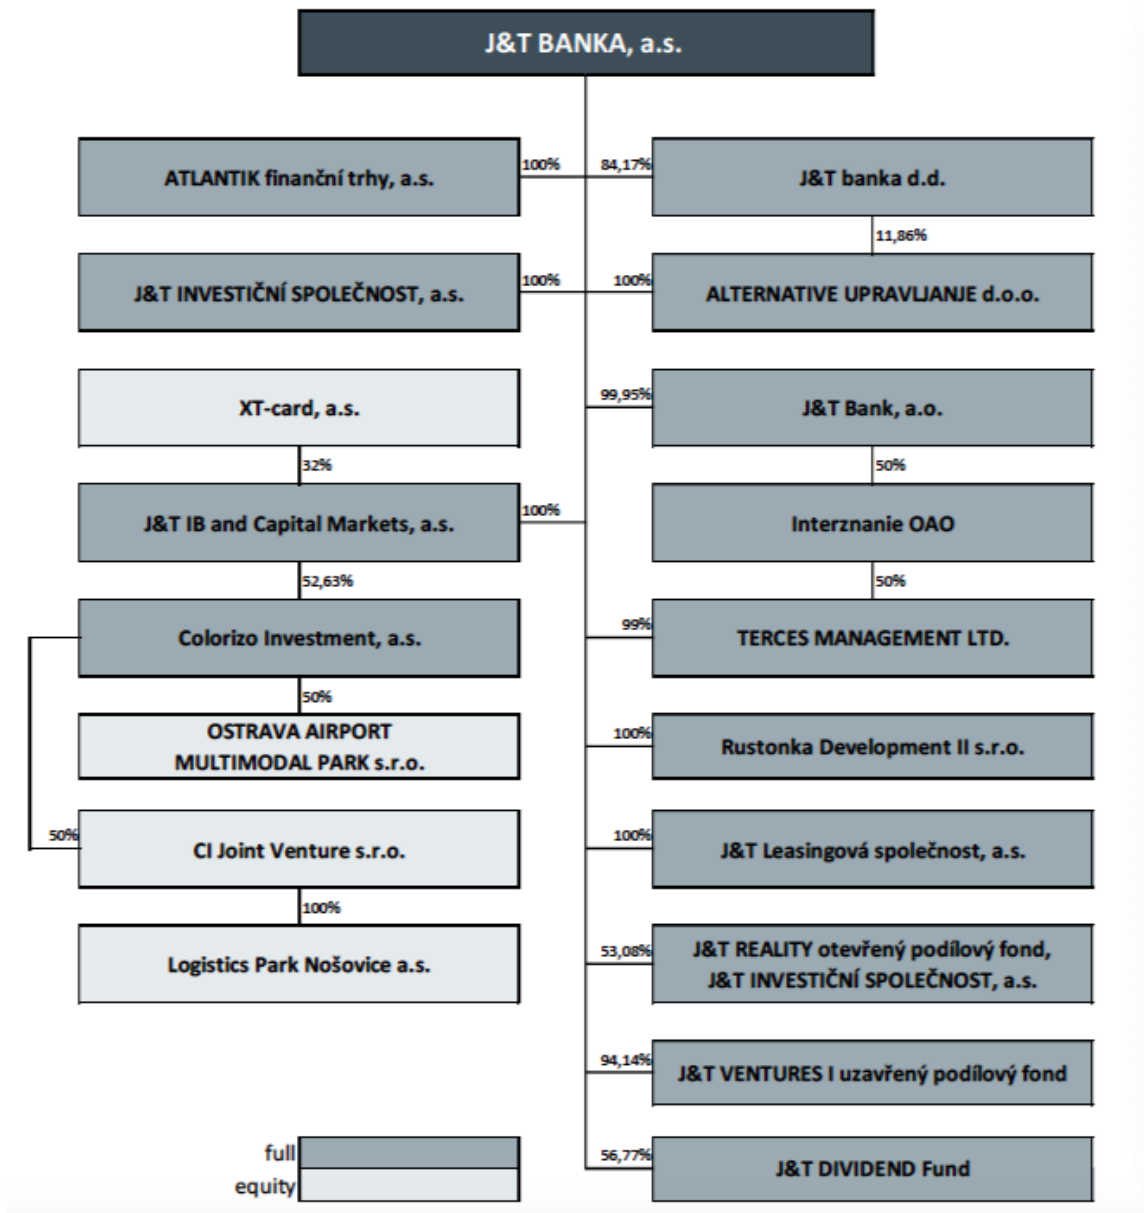 J&T BANKA, a.s.
ATLANTIK finanční trhy, a.s.
100%
84,17%
J&T banka d.d.
11,86%
J&T INVESTIČNÍ SPOLEČNOST, a.s.
100%
100%
ALTERNATIVE UPRAVLJANJE d.o.o.
XT-card, a.s.
99,95%
J&T Bank, a.o.
32%
50%
J&T IB and Capital Markets, a.s.
100%
Interznanie OAO
52,63%
50%
Colorizo Investment, a.s.
99%
TERCES MANAGEMENT LTD.
50%
OSTRAVA AIRPORT
MULTIMODAL PARK s.r.o.
100%
Rustonka Development II s.r.o.
50%
CI Joint Venture s.r.o.
100%
J&T Leasingová společnost, a.s.
100%
Logistics Park Nošovice a.s.
53,08%
J&T REALITY otevřený podílový fond,
J&T INVESTIČNÍ SPOLEČNOST, a.s.
94,14%
J&T VENTURES I uzavřený podílový fond
full
equity
56,77%
J&T DIVIDEND Fund